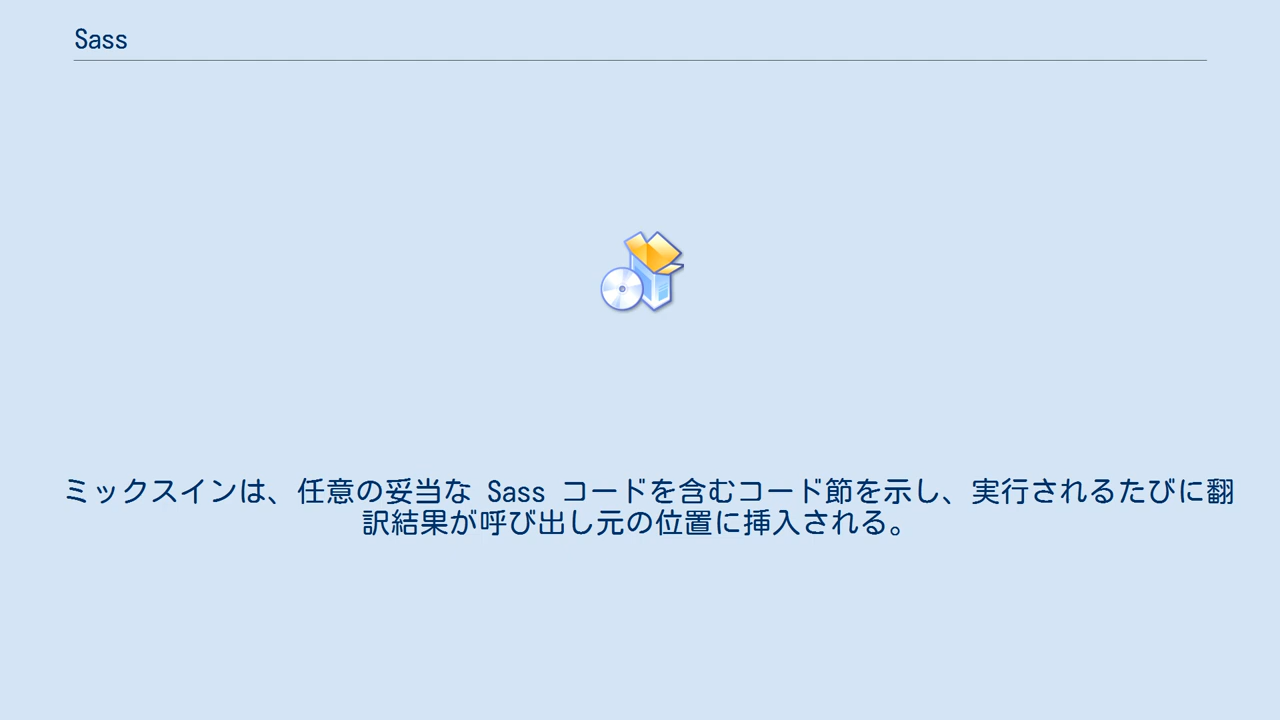 Sass
ミックスインは、任意の妥当な Sass コードを含むコード節を示し、実行されるたびに翻
訳結果が呼び出し元の位置に挿入される。